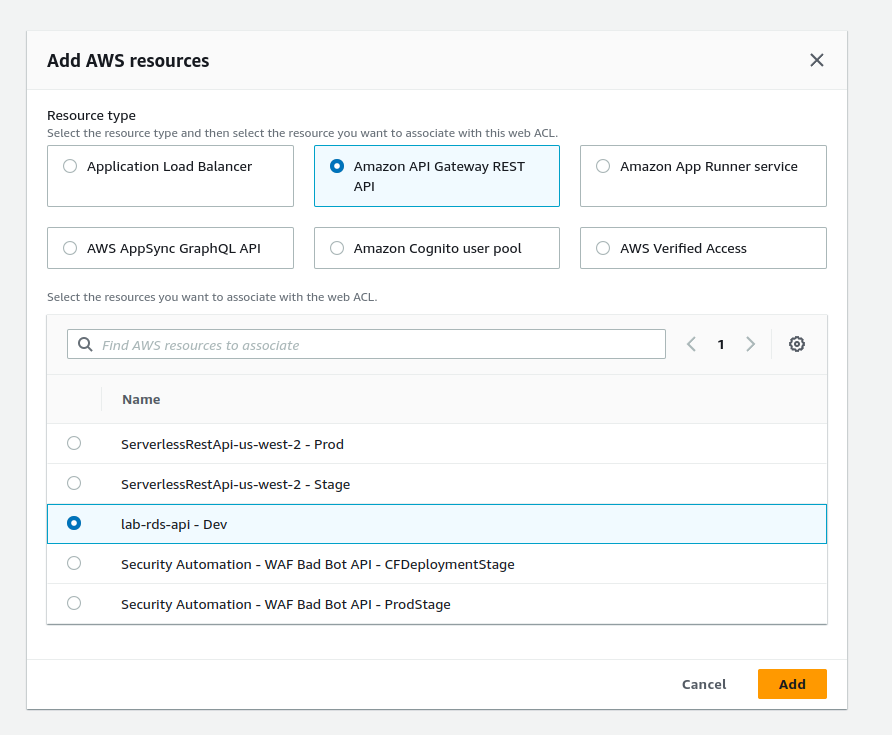 Add AWS resources
Resource type
Select the resource type and then select the resource you want to associate with this web ACL.
Application Load Balancer
Amazon API Gateway REST
API
Amazon App Runner service
AWS AppSync GraphQL API
Amazon Cognito user pool
AWS Verified Access
Select the resources you want to associate with the web ACL.
Find AWS resources to associate
1
Name
ServerlessRestApi-us-west-2 - Prod
ServerlessRestApi-us-west-2 - Stage
lab-rds-api - Dev
Security Automation - WAF Bad Bot API - CFDeploymentStage
Security Automation - WAF Bad Bot API - ProdStage
Cancel
Add